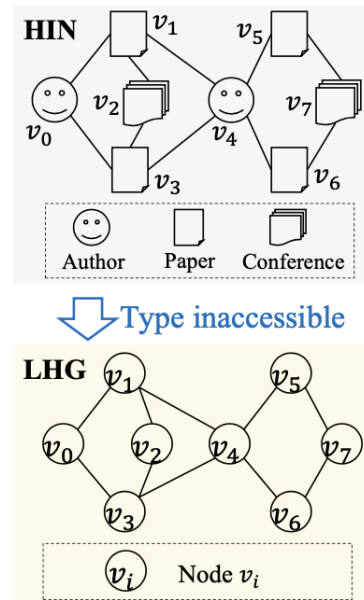 HIN
v₁
v₅
v₀
v₂
v₄
v₇
v₃
v₆
Author
Paper
Conference
Type inaccessible
LHG
v₁
v₅
v₀
v₂
v₄
v₇
v₃
v₆
vᵢ
Node vᵢ